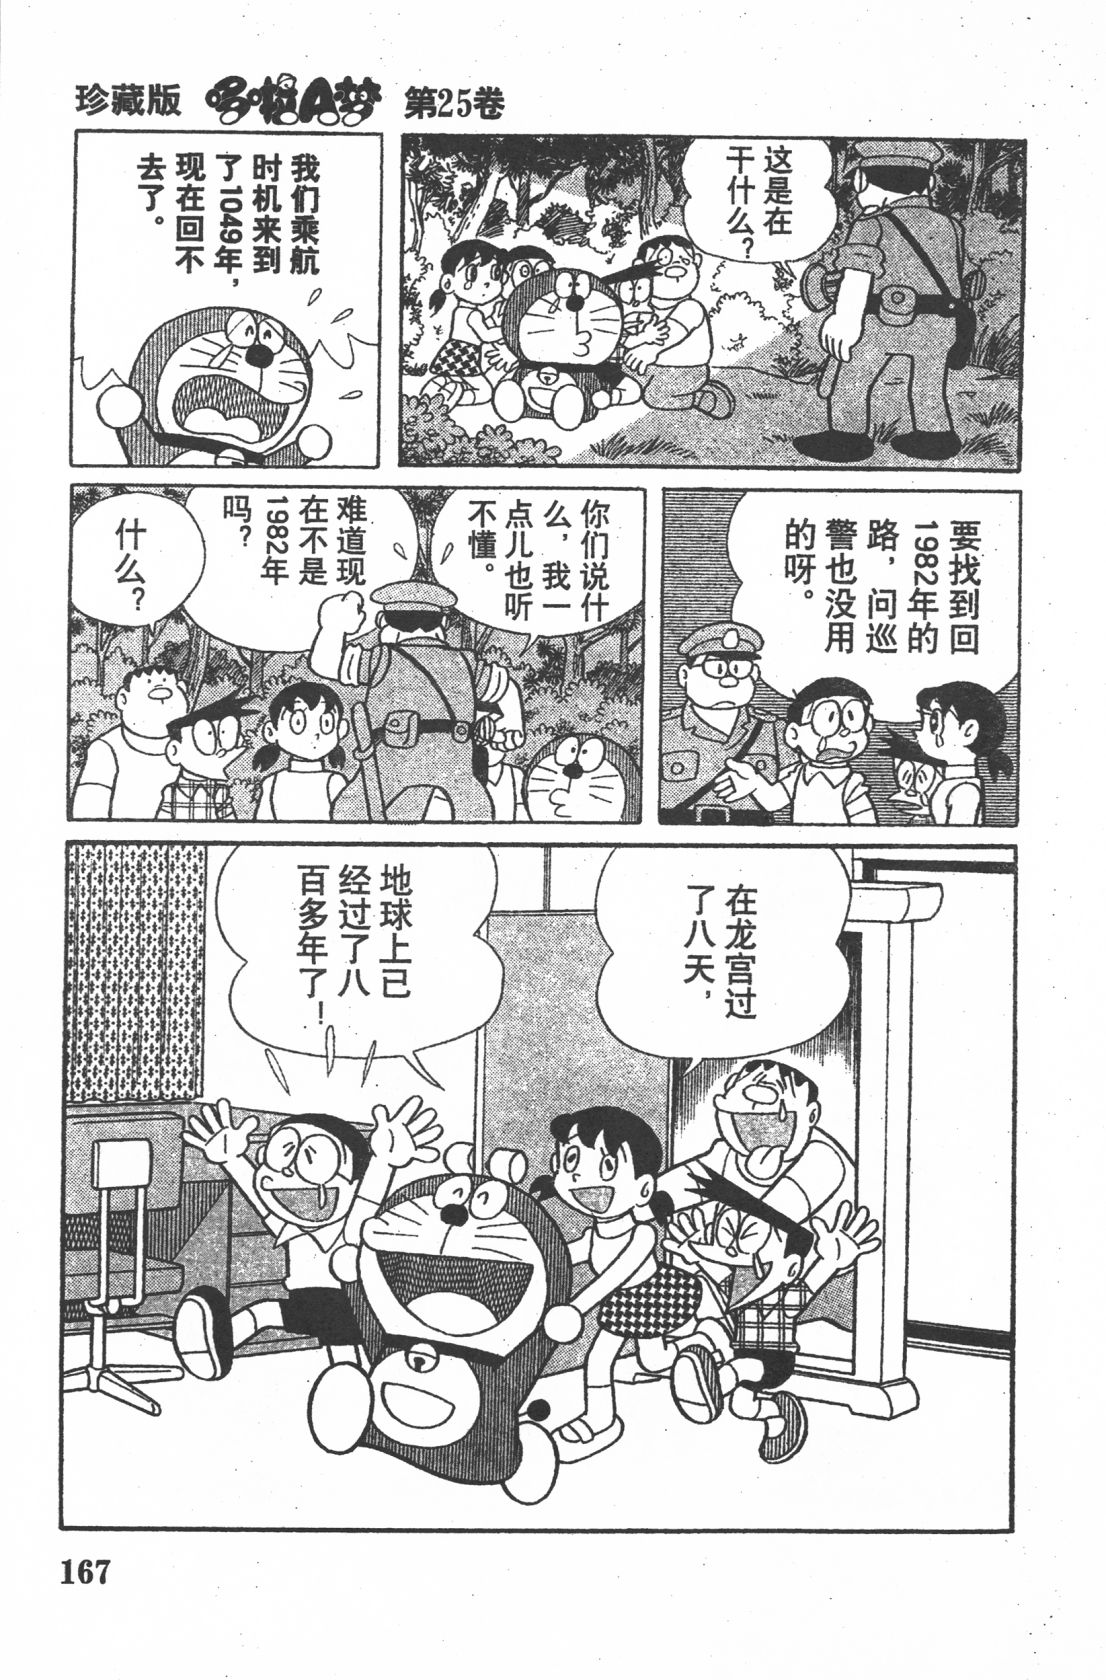 珍藏版 哆啦A梦 第25卷
这是在
干什么？
我们乘航
时机来到
了1049年，
现在回不
去了。
要找到回
1982年的
路，问巡
警也没用
的呀。
你们说什
么，我一
点儿也听
不懂。
难道现
在不是
1982年
吗？
什么？
在龙宫过
了八天，
地球上已
经过了八
百多年了！
167